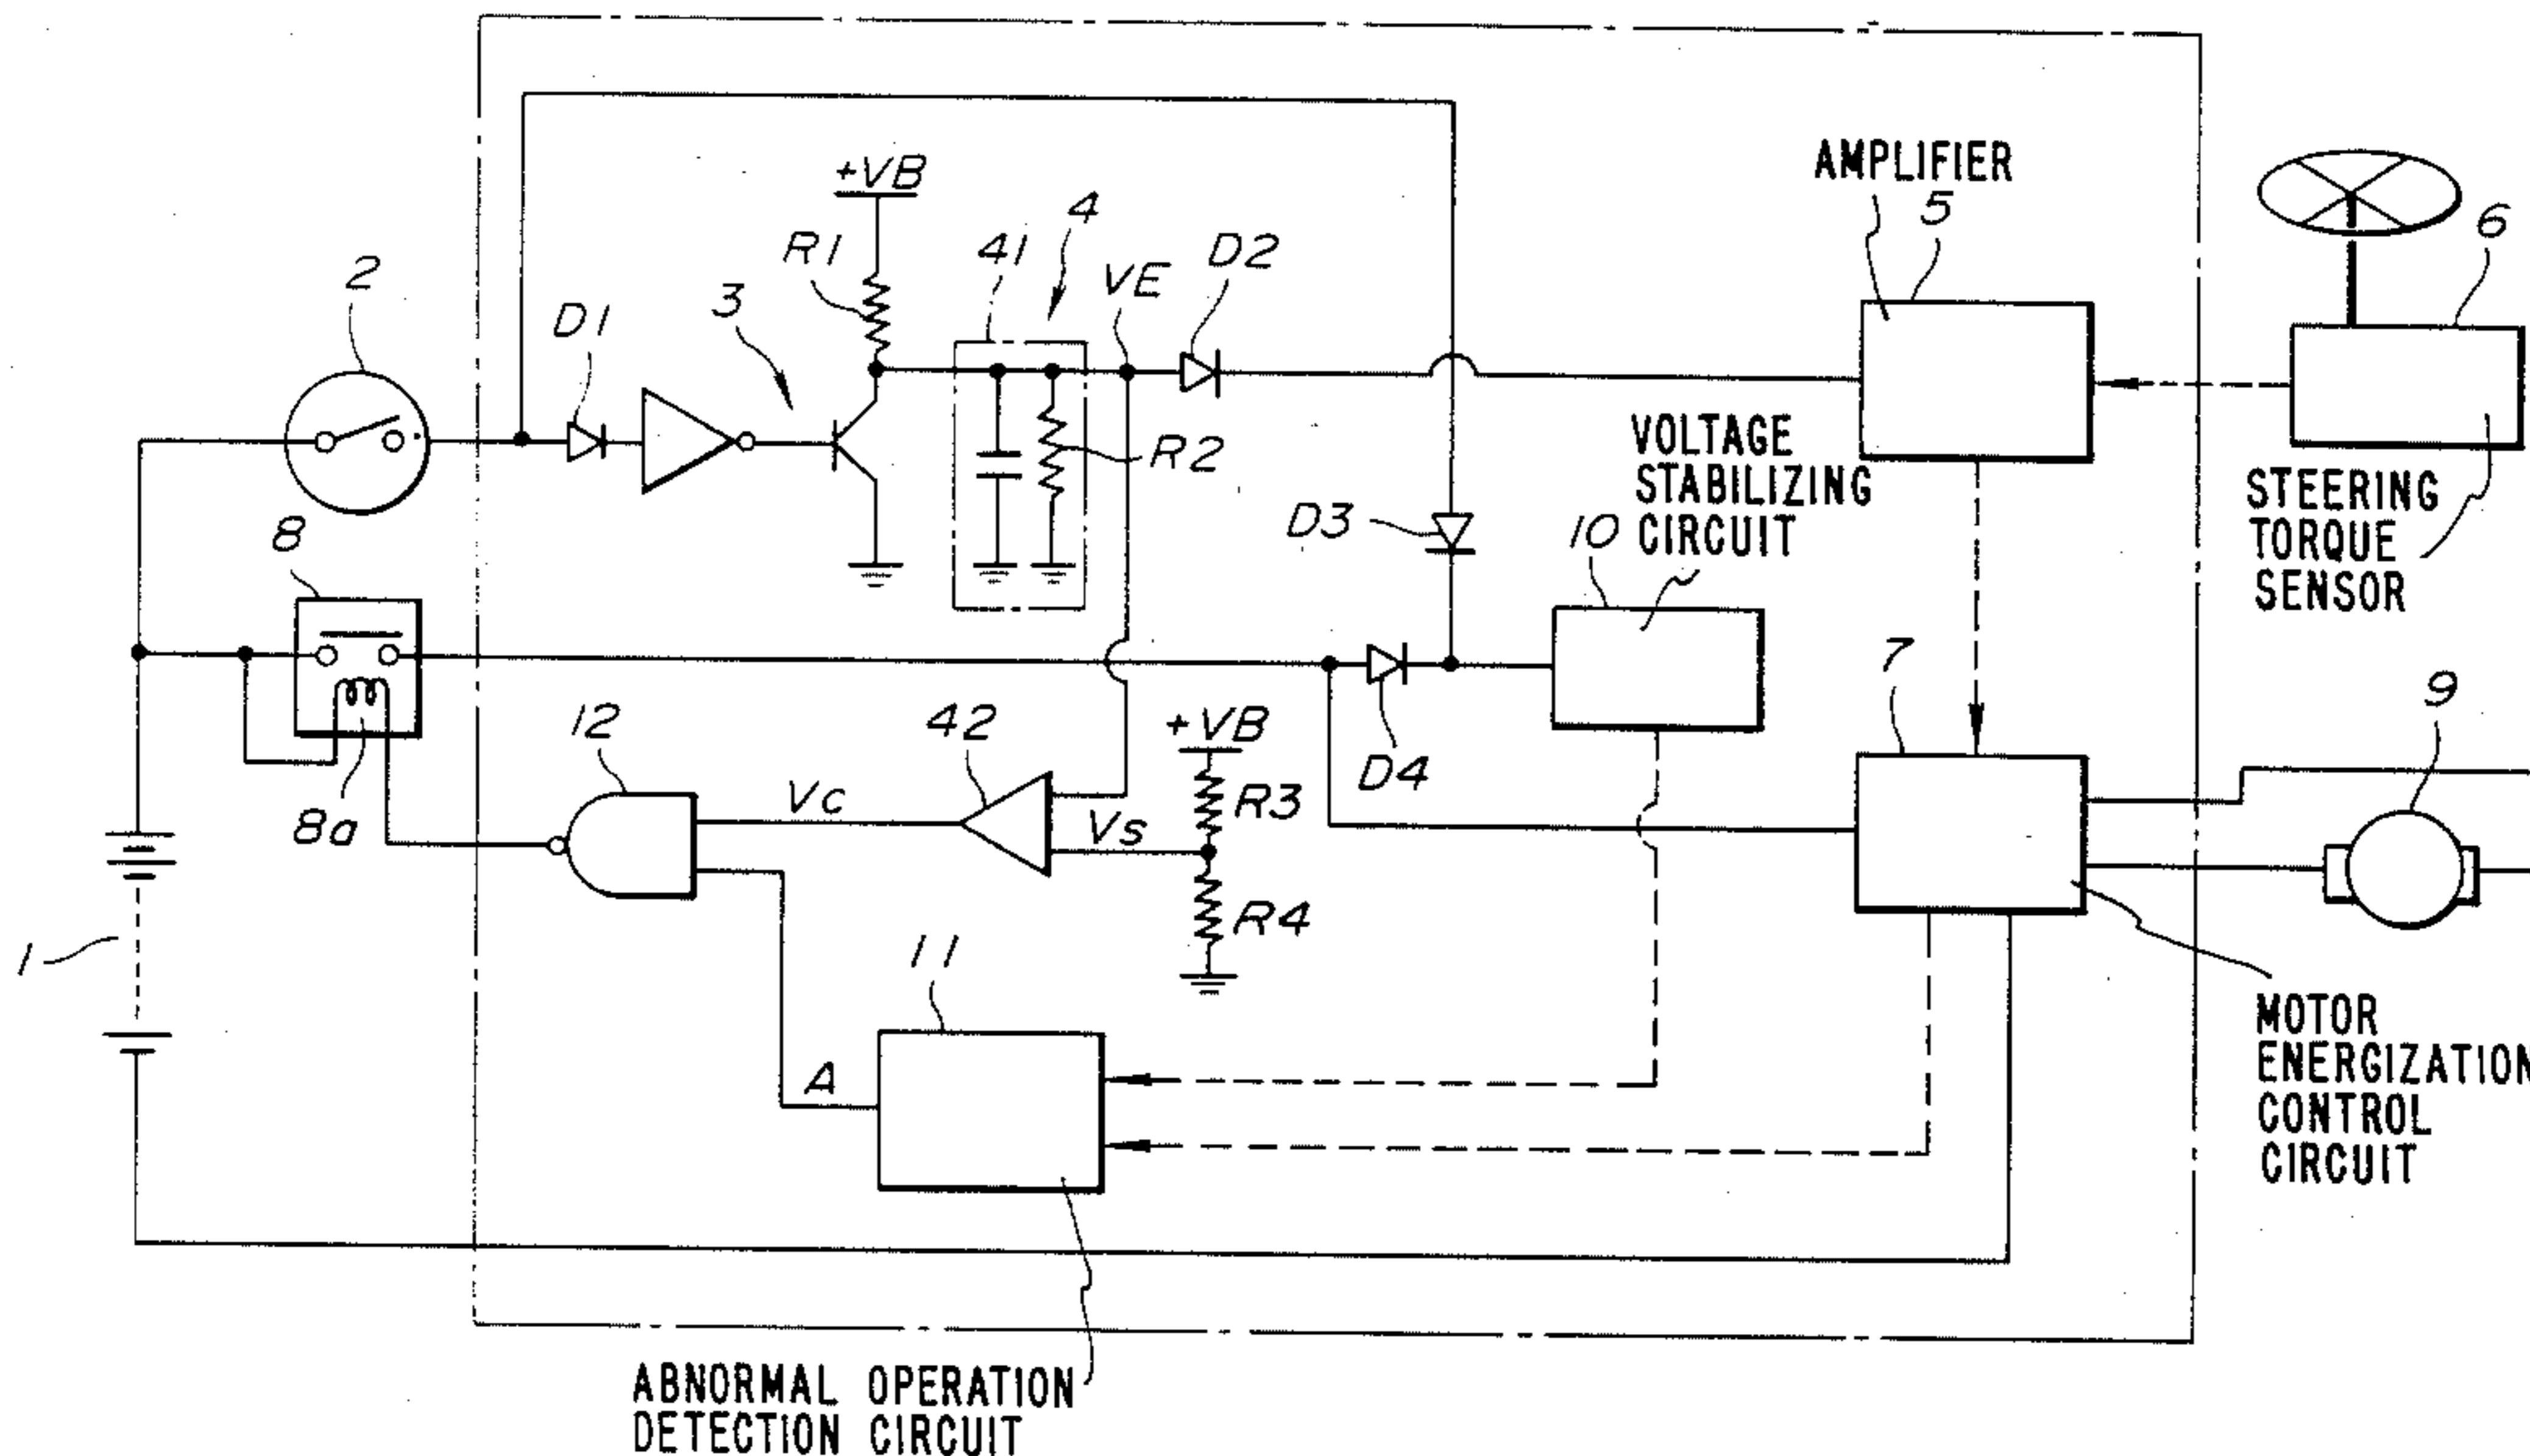 AMPLIFIER
5
+VB
4
41
R1
VE
D2
6
2
D1
3
R2
VOLTAGE
STABILIZING
CIRCUIT
STEERING
TORQUE
SENSOR
D3
10
8
7
9
12
42
+VB
D4
8a
Vc
Vs
R3
R4
1
11
A
MOTOR
ENERGIZATION
CONTROL
CIRCUIT
ABNORMAL OPERATION
DETECTION CIRCUIT